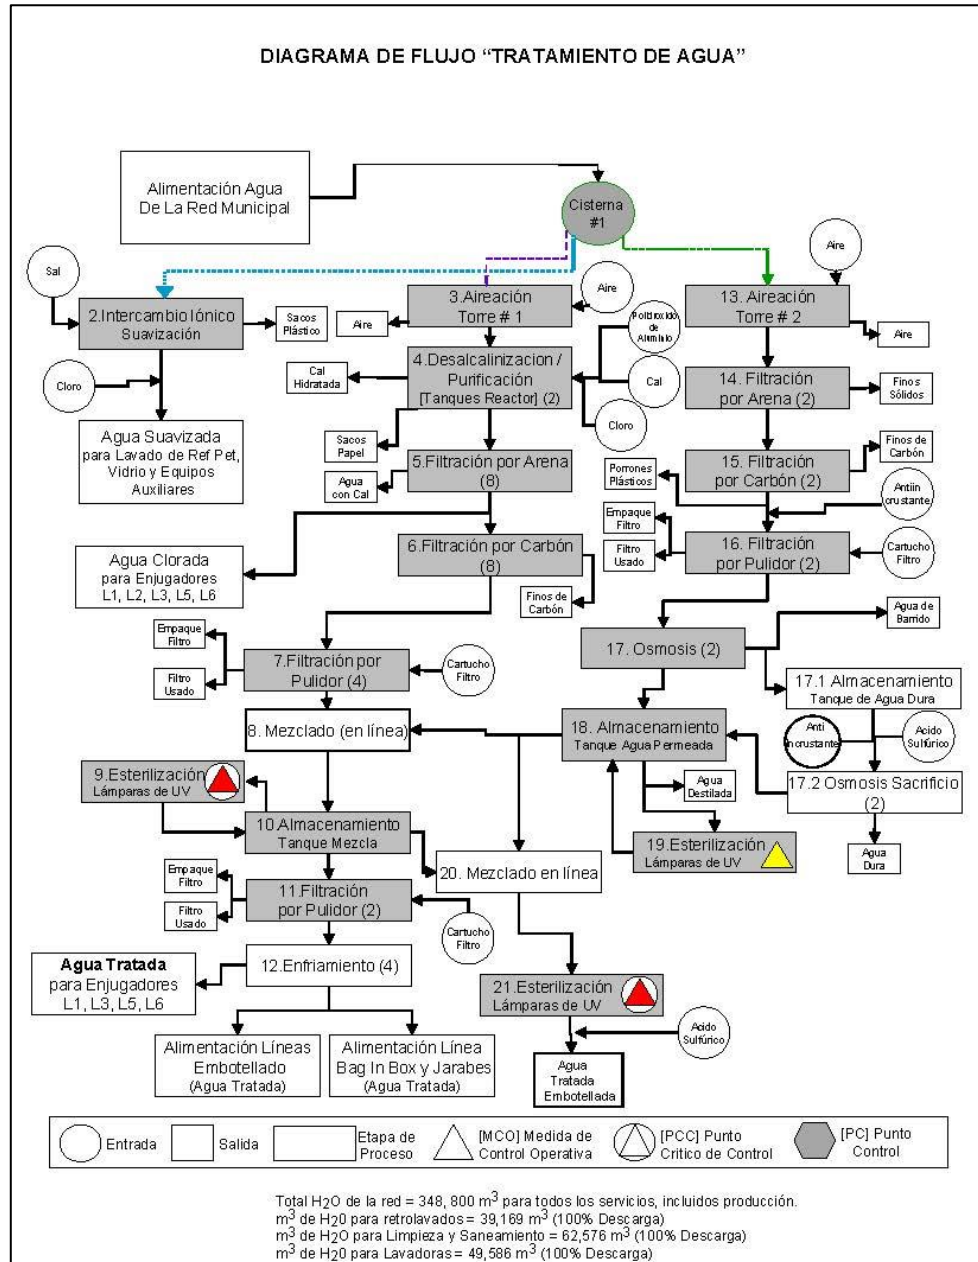 DIAGRAMA DE FLUJO "TRATAMIENTO DE AGUA"
Alimentación Agua
De La Red Municipal
Cisterna
#1
Sal
Aire
2.Intercambio Iónico
Suavización
Sacos
Plástico
Aire
3.Aireación
Torre # 1
Aire
13. Aireación
Torre # 2
Aire
Cloro
Cal
Hidratada
4.Desalcalinizacion /
Purificación
[Tanques Reactor] (2)
de
Aluminio
Cal
Cloro
14. Filtración
por Arena (2)
Finos
Sólidos
Agua Suavizada
para Lavado de Ref Pet,
Vidrio y Equipos
Auxiliares
Sacos
Papel
Agua
con Cal
5.Filtración por Arena
(8)
Porrones
Plásticos
15. Filtración
por Carbón (2)
Finos de
Carbón
Antiin
crustante
Agua Clorada
para Enjugadores
L1, L2, L3, L5, L6
6.Filtración por Carbón
(8)
Finos de
Carbón
Empaque
Filtro
Filtro
Usado
16. Filtración
por Pulidor (2)
Cartucho
Filtro
Empaque
Filtro
Filtro
Usado
7.Filtración por
Pulidor (4)
Cartucho
Filtro
17. Osmosis (2)
Agua de
Barrido
17.1 Almacenamiento
Tanque de Agua Dura
8. Mezclado (en línea)
18. Almacenamiento
Tanque Agua Permeada
Anti
incrustante
Acido
Sulfúrico
9.Esterilización
Lámparas de UV
Agua
Destilada
17.2 Osmosis Sacrificio
(2)
10.Almacenamiento
Tanque Mezcla
19.Esterilización
Lámparas de UV
Agua
Dura
Empaque
Filtro
Filtro
Usado
11.Filtración
por Pulidor (2)
20. Mezclado en línea
Cartucho
Filtro
Agua Tratada
para Enjugadores
L1, L3, L5, L6
12.Enfriamiento (4)
21.Esterilización
Lámparas de UV
Acido
Sulfúrico
Alimentación Líneas
Embotellado
(Agua Tratada)
Alimentación Línea
Bag In Box y Jarabes
(Agua Tratada)
Agua
Tratada
Embotellada
Entrada
Salida
Etapa de
Proceso
[MCO] Medida de
Control Operativa
[PCC] Punto
Critico de Control
[PC] Punto
Control
Total H2O de la red = 348, 800 m3 para todos los servicios, incluidos producción.
m3 de H20 para retrolavados = 39,169 m3 (100% Descarga)
m3 de H2O para Limpieza y Saneamiento = 62,576 m3 (100% Descarga)
m3 de H20 para Lavadoras = 49,586 m3 (100% Descarga)